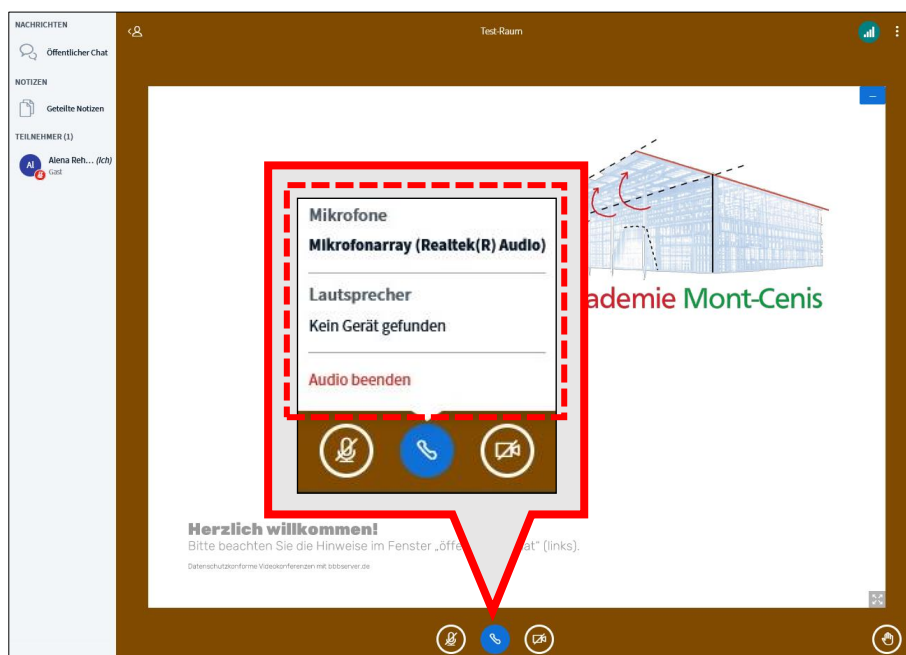 NACHRICHTEN
Öffentlicher Chat
NOTIZEN
Geteilte Notizen
TEILNEHMER (1)
Al
Alena Reh... (Ich)
Gast
Test-Raum
Mikrofone
Mikrofonarray (Realtek(R) Audio)
Lautsprecher
Kein Gerät gefunden
Audio beenden
ademie Mont-Cenis
Herzlich willkommen!
Bitte beachten Sie die Hinweise im Fenster „öffe at“ (links).
Datenschutzkonforme Videokonferenzen mit bbbserver.de